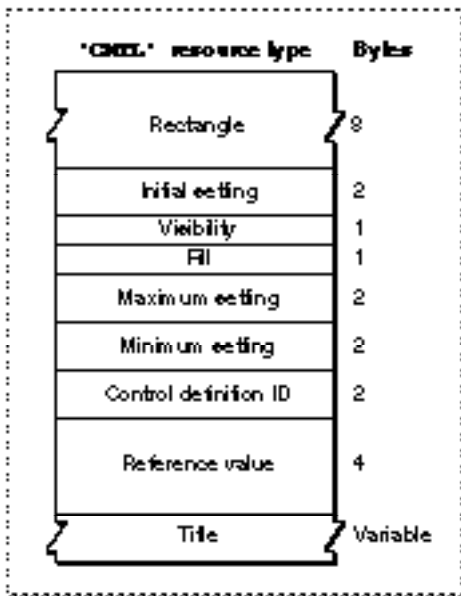 'CNTL' resource type Bytes
Rectangle 8
Initial setting 2
Visibility 1
Fill 1
Maximum setting 2
Minimum setting 2
Control definition ID 2
Reference value 4
Title Variable